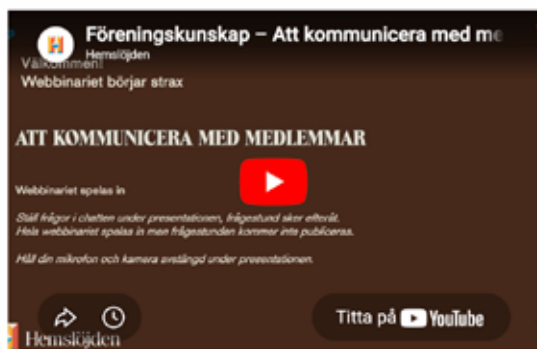 Föreningskunskap – Att kommunicera med me
Hemslöjden
Välkommen!
Webbinariet börjar strax
ATT KOMMUNICERA MED MEDLEMMAR
Webbinariet spelas in
Ställ frågor i chatten under presentationen, frågestund sker efteråt.
Hela webbinariet spelas in men frågestunden kommer inte publiceras.
Håll din mikrofon och kamera avstängd under presentationen.
Titta på YouTube
Hemslöjden